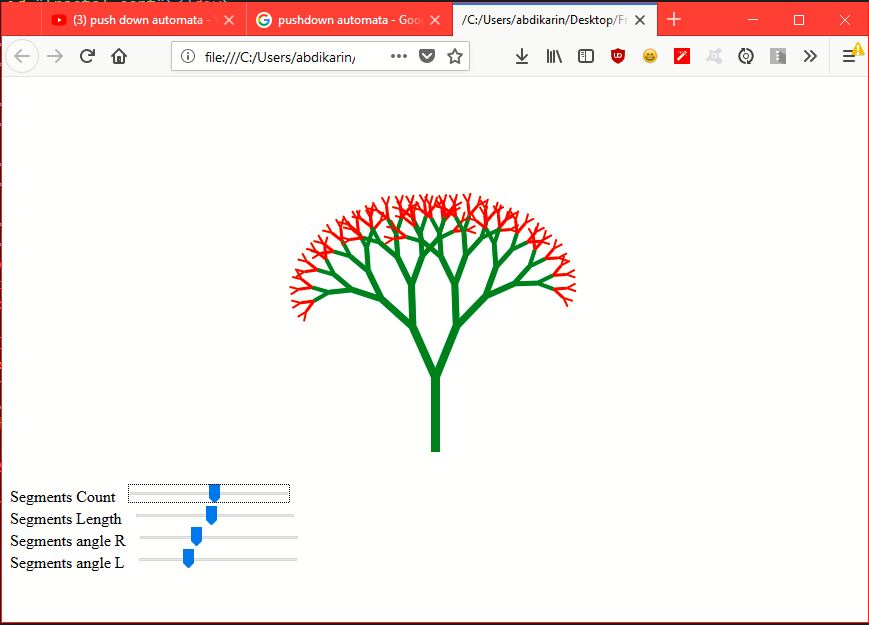 (3) push down automata -
pushdown automata - Goo
/C:/Users/abdikarin/Desktop/Fr
file:///C:/Users/abdikarin/
Segments Count
Segments Length
Segments angle R
Segments angle L